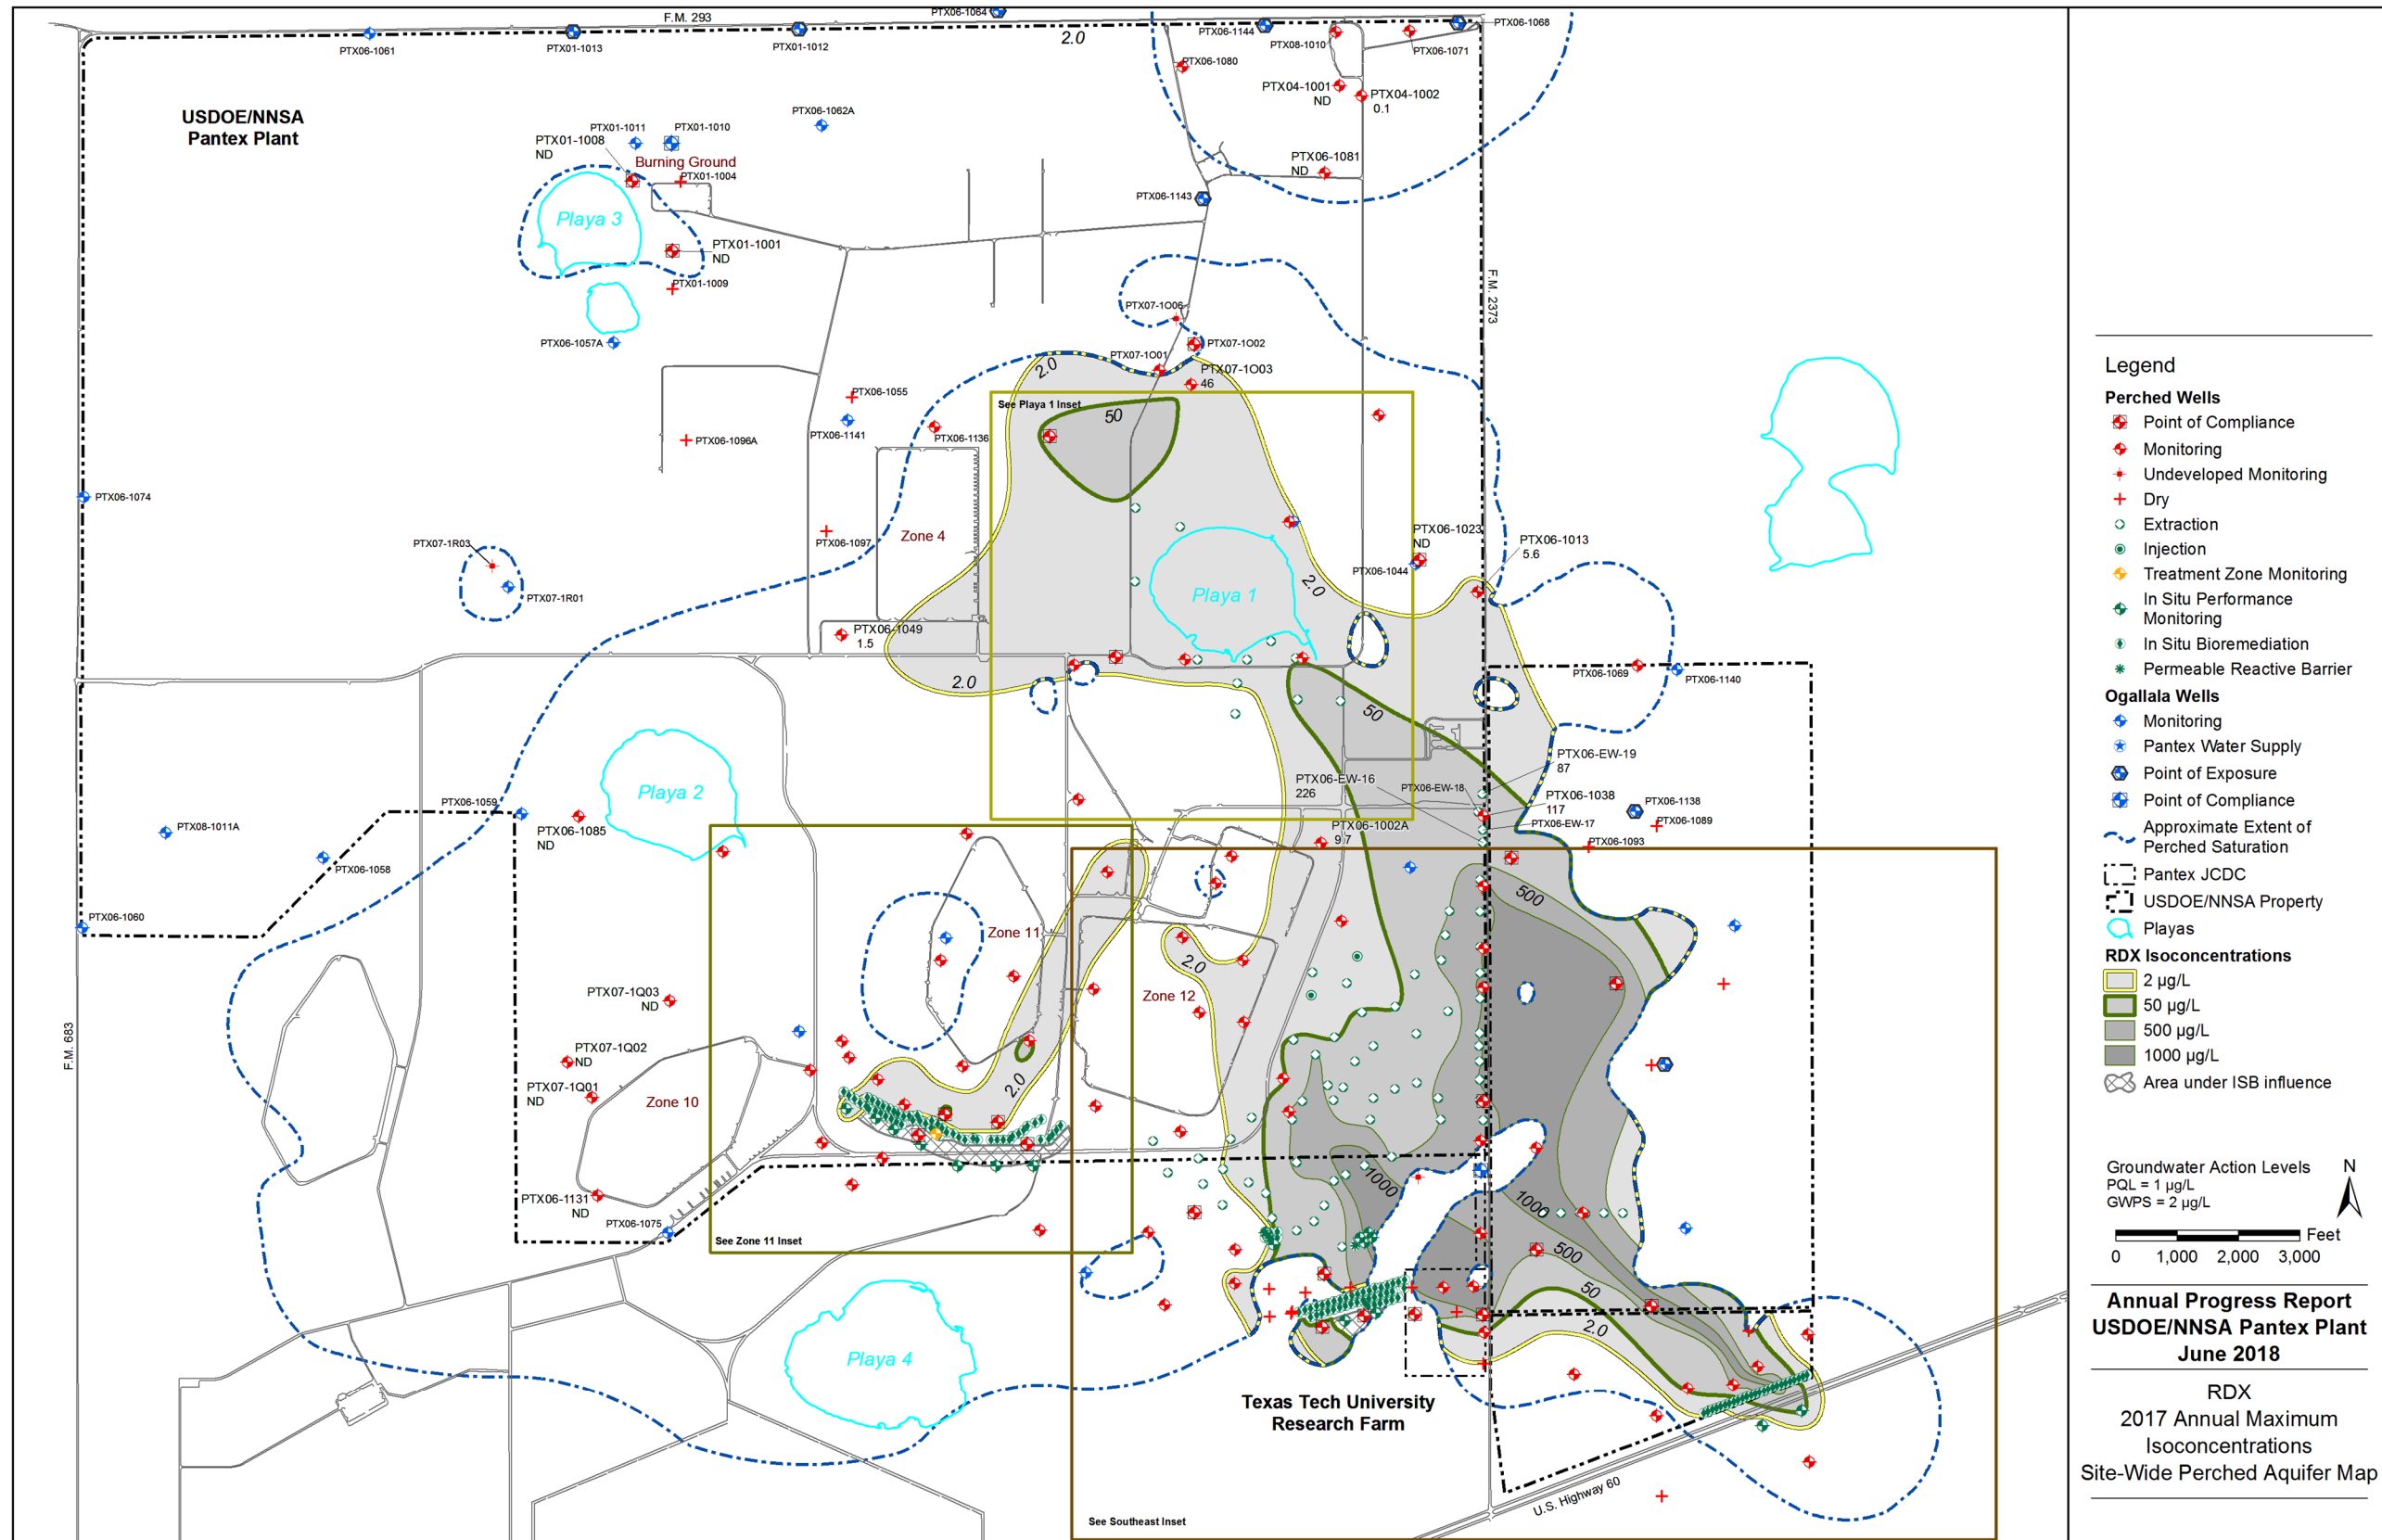 F.M. 293
PTX06-1064
PTX06-1068
PTX06-1061
PTX01-1013
PTX01-1012
2.0
PTX06-1144
PTX08-1010
PTX06-1071
PTX06-1080
USDOE/NNSA
Pantex Plant
PTX04-1001
ND
PTX04-1002
0.1
PTX06-1062A
PTX01-1011
PTX01-1010
PTX01-1008
ND
Burning Ground
PTX01-1004
PTX06-1081
ND
PTX06-1143
Playa 3
PTX01-1001
ND
PTX01-1009
F.M. 2373
PTX07-1O06
PTX06-1057A
PTX07-1O02
PTX07-1O01
PTX07-1O03
46
2.0
PTX06-1055
See Playa 1 Inset
50
PTX06-1141
PTX06-1136
PTX06-1096A
PTX06-1074
PTX06-1097
Zone 4
PTX06-1023
ND
PTX06-1013
5.6
PTX07-1R03
PTX06-1044
PTX07-1R01
Playa 1
2.0
PTX06-1049
1.5
2.0
PTX06-1069
PTX06-1140
50
PTX06-EW-19
87
PTX06-EW-16
226
PTX06-EW-18
PTX06-1038
117
PTX06-EW-17
PTX06-1138
PTX06-1089
PTX06-1093
Playa 2
PTX06-1059
PTX06-1085
ND
PTX08-1011A
PTX06-1058
PTX06-1002A
9.7
PTX06-1060
500
Zone 11
2.0
Zone 12
PTX07-1Q03
ND
F.M. 683
PTX07-1Q02
ND
PTX07-1Q01
ND
Zone 10
2.0
PTX06-1131
ND
PTX06-1075
1000
1000
500
50
2.0
See Zone 11 Inset
Playa 4
Texas Tech University
Research Farm
U.S. Highway 60
See Southeast Inset
Legend
Perched Wells
Point of Compliance
Monitoring
Undeveloped Monitoring
Dry
Extraction
Injection
Treatment Zone Monitoring
In Situ Performance
Monitoring
In Situ Bioremediation
Permeable Reactive Barrier
Ogallala Wells
Monitoring
Pantex Water Supply
Point of Exposure
Point of Compliance
Approximate Extent of
Perched Saturation
Pantex JCDC
USDOE/NNSA Property
Playas
RDX Isoconcentrations
2 µg/L
50 µg/L
500 µg/L
1000 µg/L
Area under ISB influence
Groundwater Action Levels
PQL = 1 µg/L
GWPS = 2 µg/L
N
Feet
0 1,000 2,000 3,000
Annual Progress Report
USDOE/NNSA Pantex Plant
June 2018
RDX
2017 Annual Maximum
Isoconcentrations
Site-Wide Perched Aquifer Map